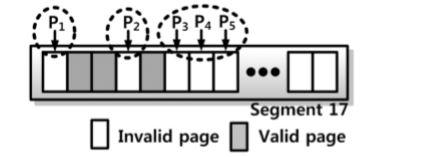 P1 P2 P3 P4 P5
Segment 17
Invalid page Valid page